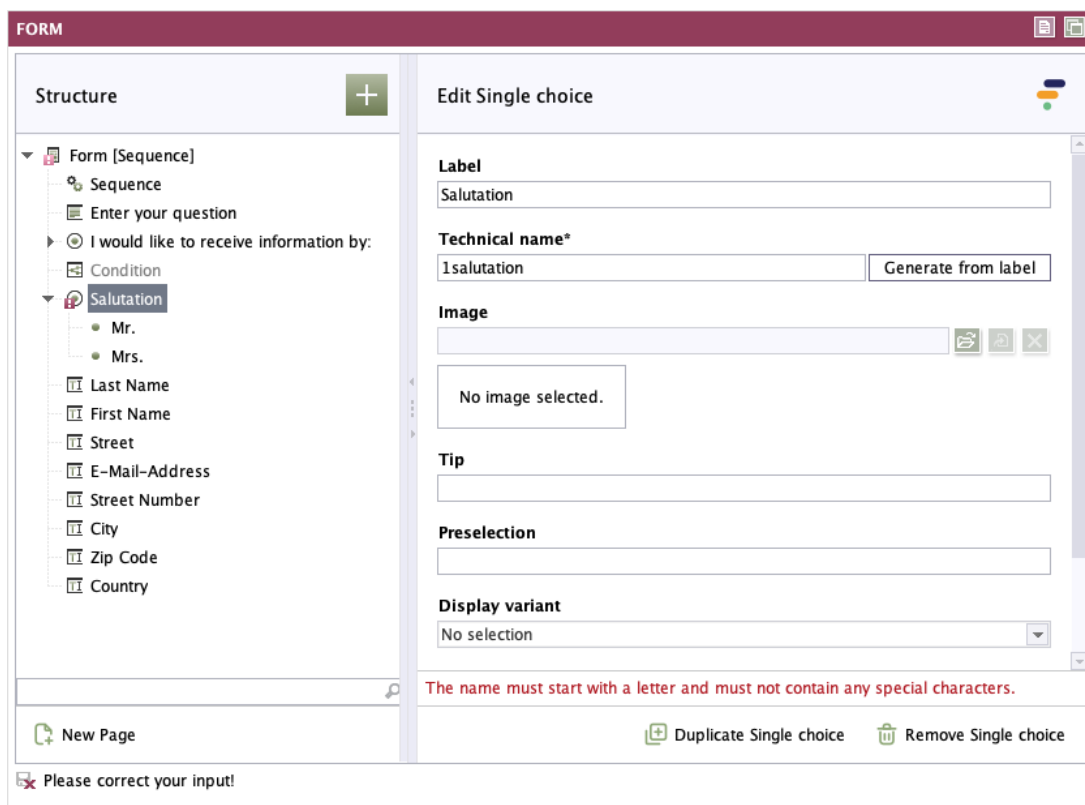 FORM
Structure
Form [Sequence]
Sequence
Enter your question
I would like to receive information by:
Condition
Salutation
Mr.
Mrs.
Last Name
First Name
Street
E-Mail-Address
Street Number
City
Zip Code
Country
New Page
Edit Single choice
Label
Salutation
Technical name*
1salutation Generate from label
Image
No image selected.
Tip
Preselection
Display variant
No selection
The name must start with a letter and must not contain any special characters.
Duplicate Single choice Remove Single choice
Please correct your input!